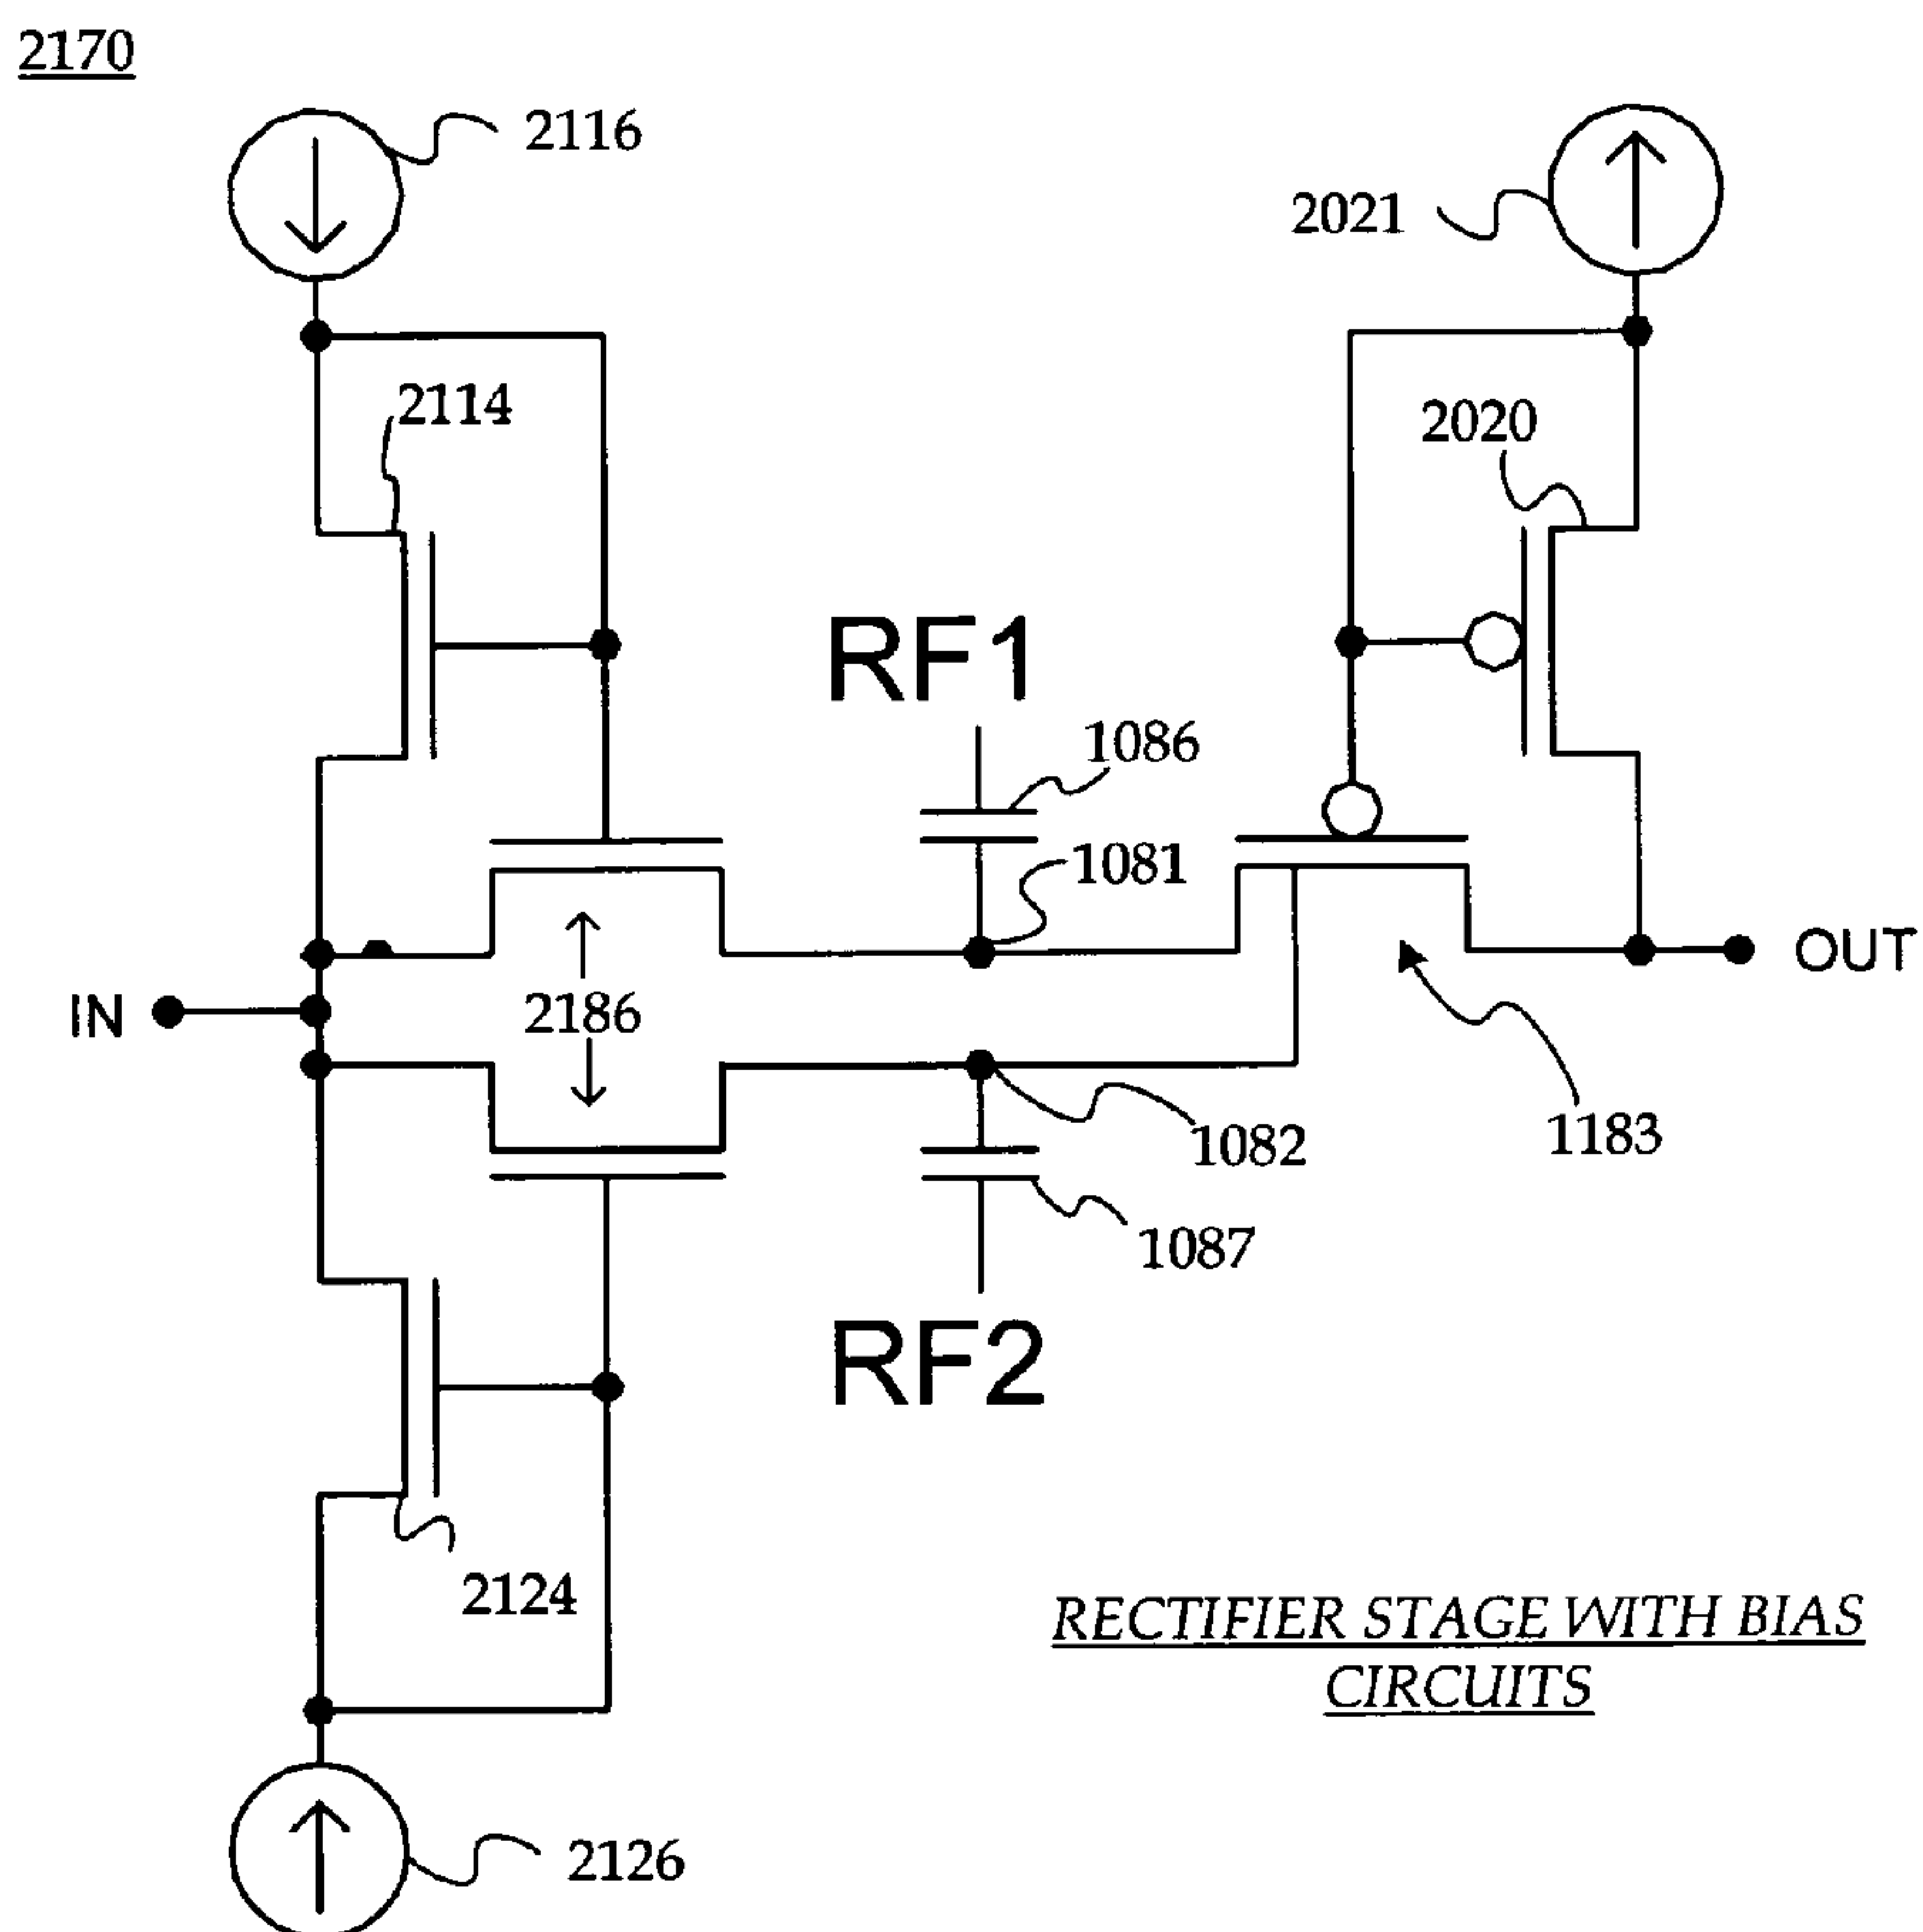 2170
2116
2021
2114
2020
RF1
1086
1081
OUT
IN
2186
1082
1183
1087
RF2
2124
RECTIFIER STAGE WITH BIAS
CIRCUITS
2126